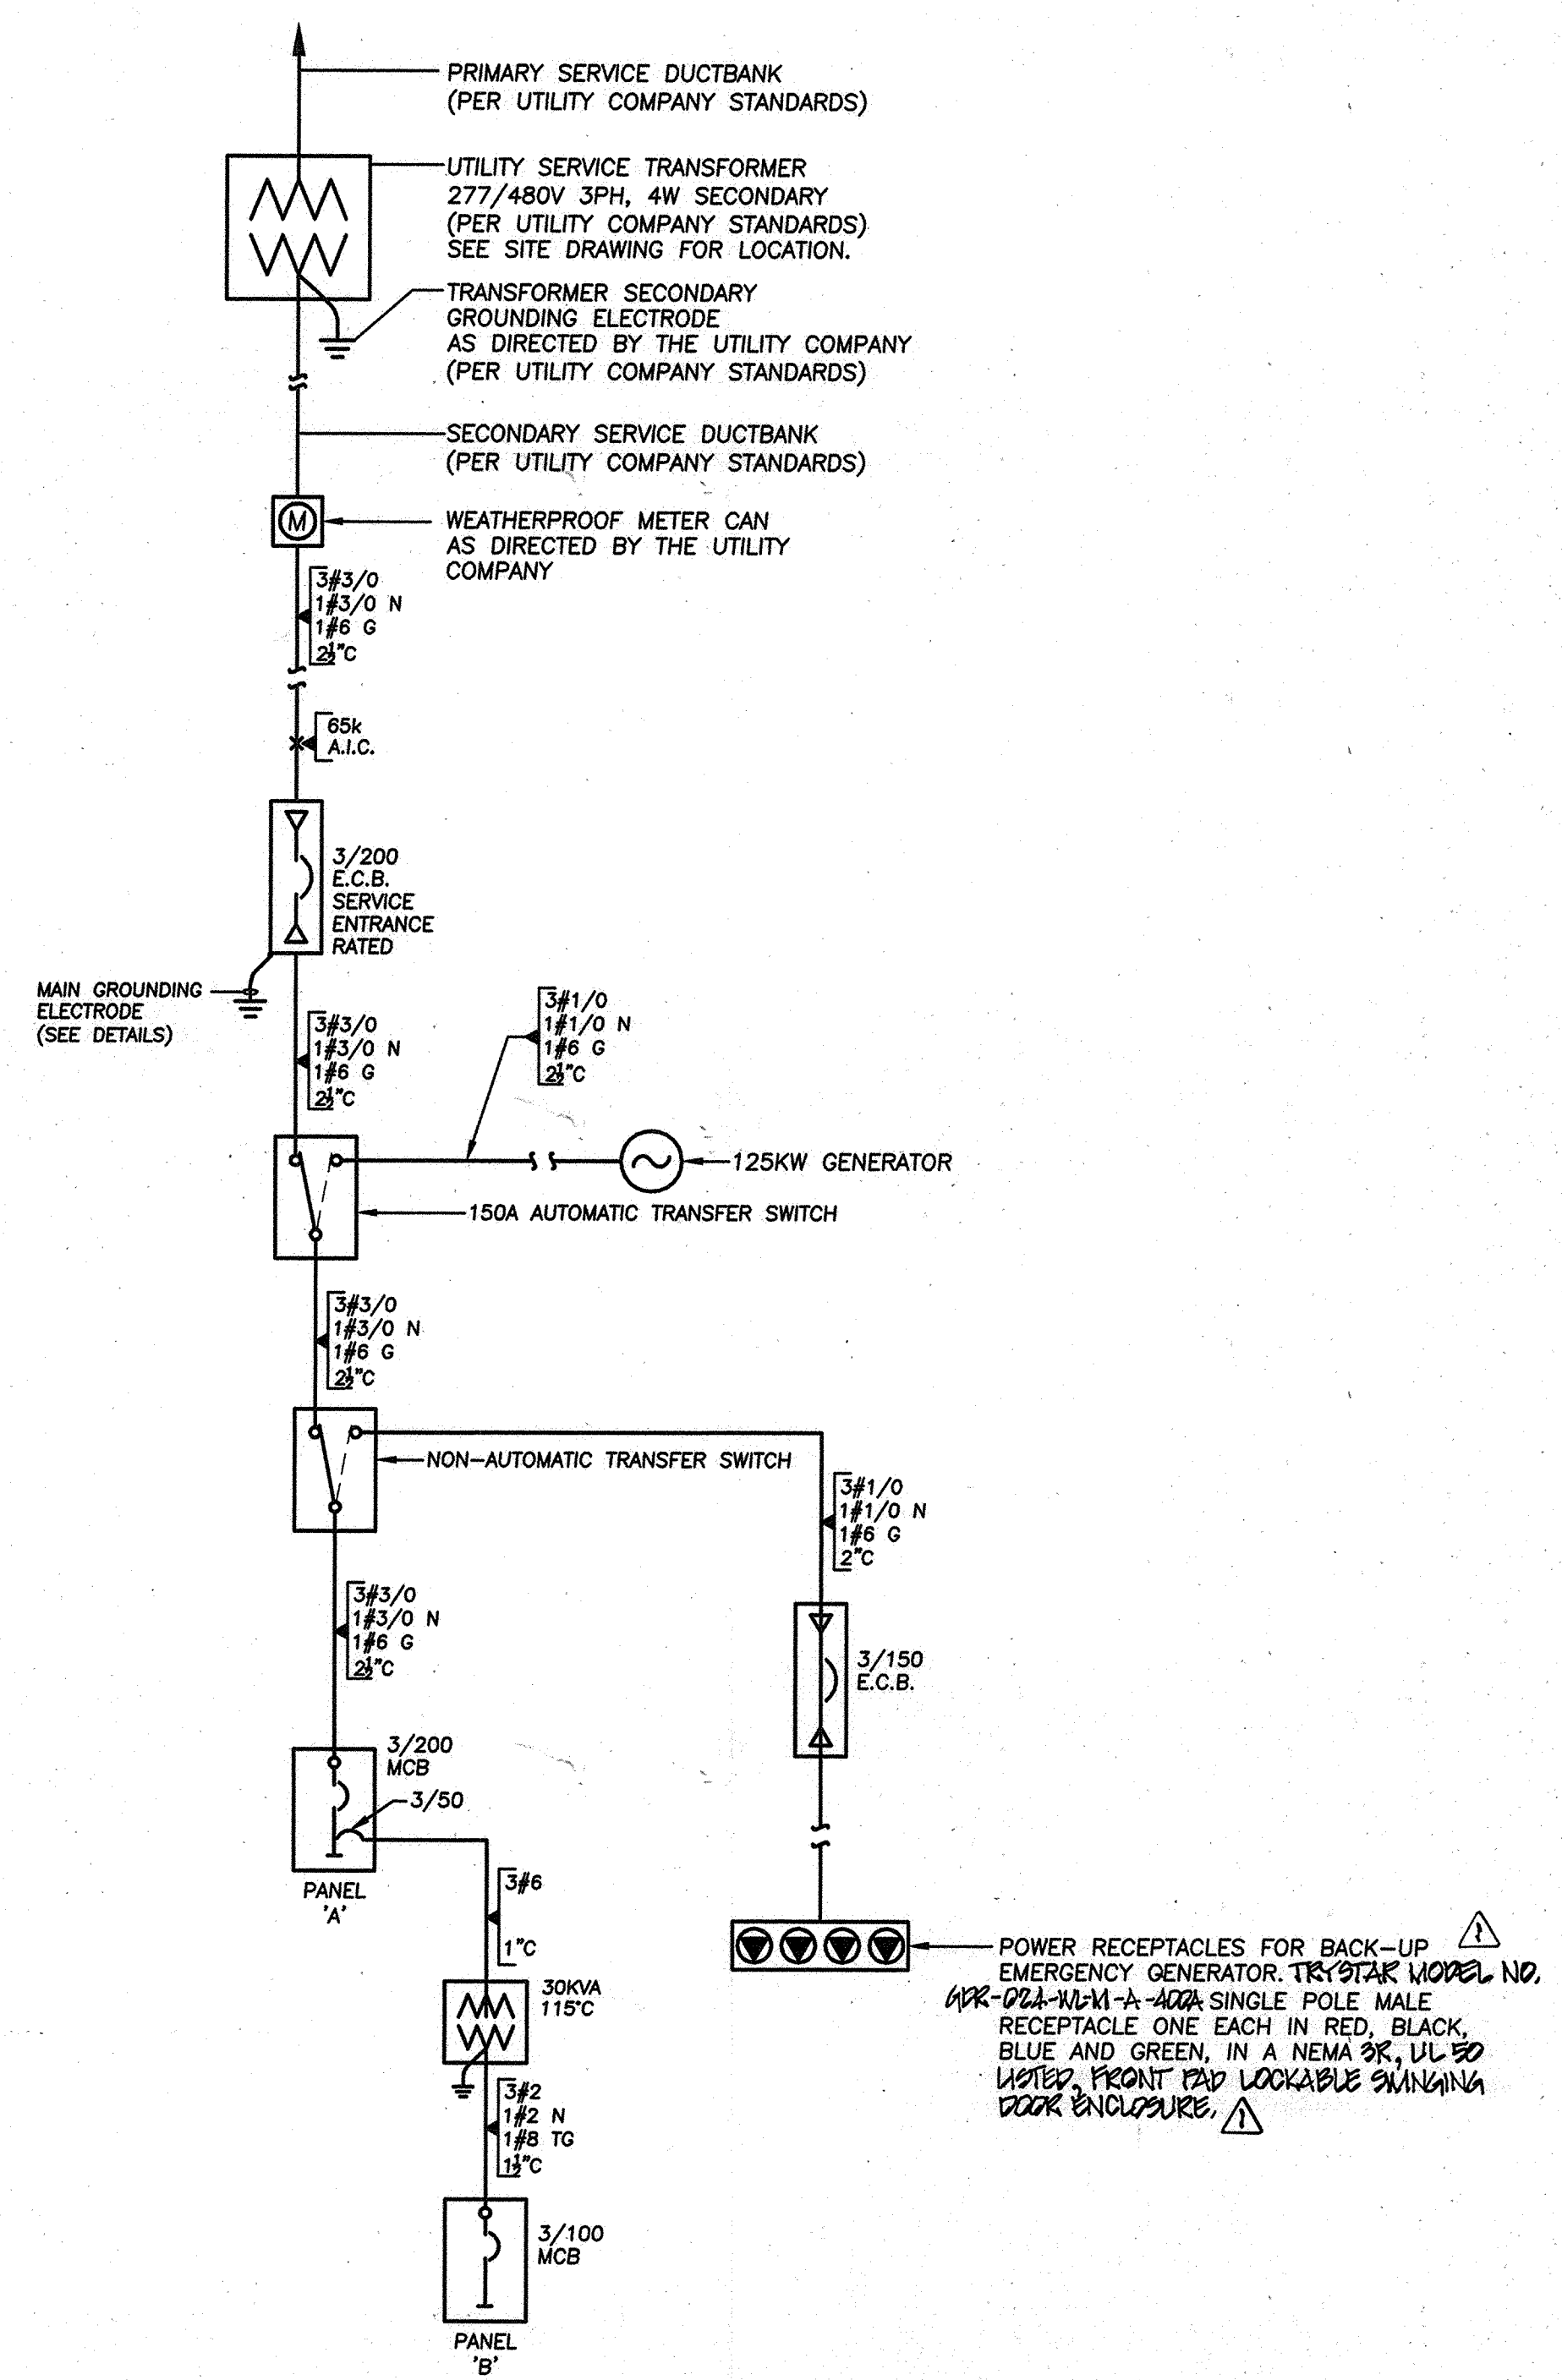 PRIMARY SERVICE DUCTBANK
(PER UTILITY COMPANY STANDARDS)
UTILITY SERVICE TRANSFORMER
277/480V 3PH, 4W SECONDARY
(PER UTILITY COMPANY STANDARDS)
SEE SITE DRAWING FOR LOCATION.
TRANSFORMER SECONDARY
GROUNDING ELECTRODE
AS DIRECTED BY THE UTILITY COMPANY
(PER UTILITY COMPANY STANDARDS)
SECONDARY SERVICE DUCTBANK
(PER UTILITY COMPANY STANDARDS)
M
WEATHERPROOF METER CAN
AS DIRECTED BY THE UTILITY
COMPANY
3#3/0
1#3/0 N
1#6 G
2½"C
65k
A.I.C.
3/200
E.C.B.
SERVICE
ENTRANCE
RATED
MAIN GROUNDING
ELECTRODE
(SEE DETAILS)
3#3/0
1#3/0 N
1#6 G
2½"C
3#1/0
1#1/0 N
1#6 G
2½"C
125KW GENERATOR
150A AUTOMATIC TRANSFER SWITCH
3#3/0
1#3/0 N
1#6 G
2½"C
NON-AUTOMATIC TRANSFER SWITCH
3#1/0
1#1/0 N
1#6 G
2"C
3#3/0
1#3/0 N
1#6 G
2½"C
3/150
E.C.B.
3/200
MCB
3/50
PANEL
'A'
3#6
1"C
30KVA
115°C
3#2
1#2 N
1#8 TG
1½"C
3/100
MCB
PANEL
'B'
POWER RECEPTACLES FOR BACK-UP 1
EMERGENCY GENERATOR. TRYSTAR MODEL NO.
SINGLE POLE MALE
RECEPTACLE ONE EACH IN RED, BLACK,
BLUE AND GREEN, IN A NEMA 3R, UL 50
LISTED, FRONT PAD LOCKABLE SWINGING
DOOR ENCLOSURE. 1